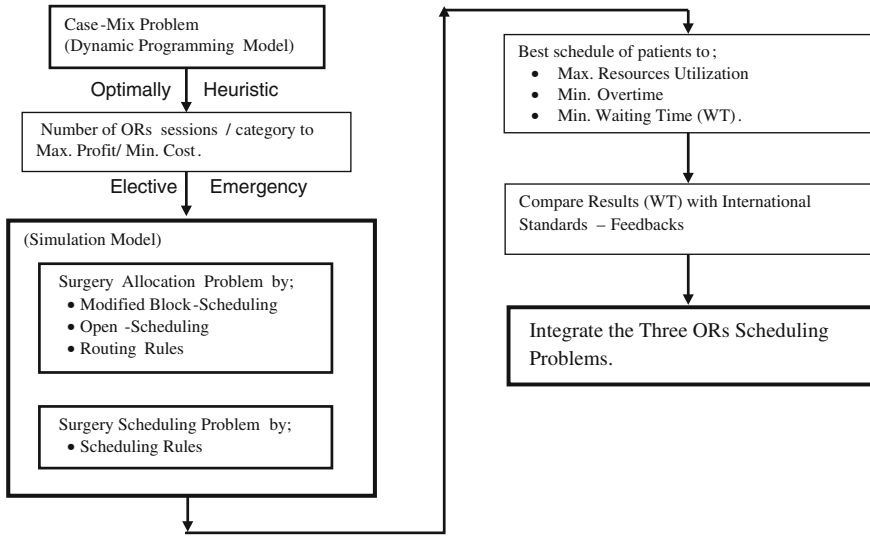 Case-Mix Problem
(Dynamic Programming Model)
Optimally Heuristic
Number of ORs sessions / category to
Max. Profit/ Min. Cost.
Elective Emergency
(Simulation Model)
Surgery Allocation Problem by;
• Modified Block-Scheduling
• Open -Scheduling
• Routing Rules
Surgery Scheduling Problem by;
• Scheduling Rules
Best schedule of patients to;
• Max. Resources Utilization
• Min. Overtime
• Min. Waiting Time (WT).
Compare Results (WT) with International
Standards – Feedbacks
Integrate the Three ORs Scheduling
Problems.